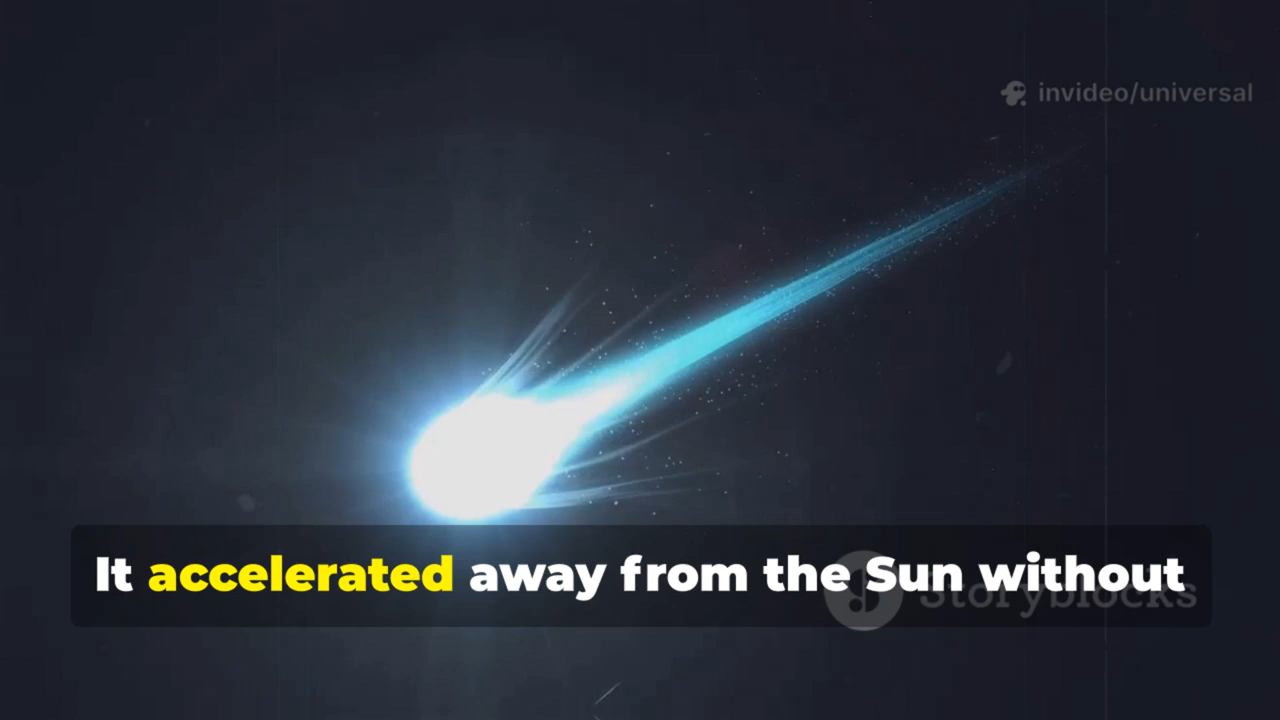 invideo/universal
It accelerated away from the Sun without
Storyblocks